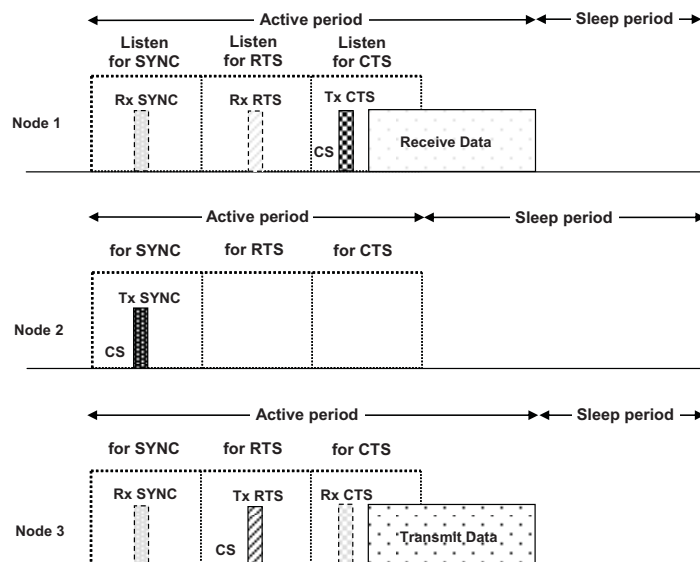 Active period
Sleep period
Listen for SYNC
Listen for RTS
Listen for CTS
Rx SYNC
Rx RTS
Tx CTS
Node 1
CS
Receive Data
Active period
Sleep period
for SYNC
for RTS
for CTS
Tx SYNC
Node 2
CS
Active period
Sleep period
for SYNC
for RTS
for CTS
Rx SYNC
Tx RTS
Rx CTS
Node 3
CS
TransmIt Data